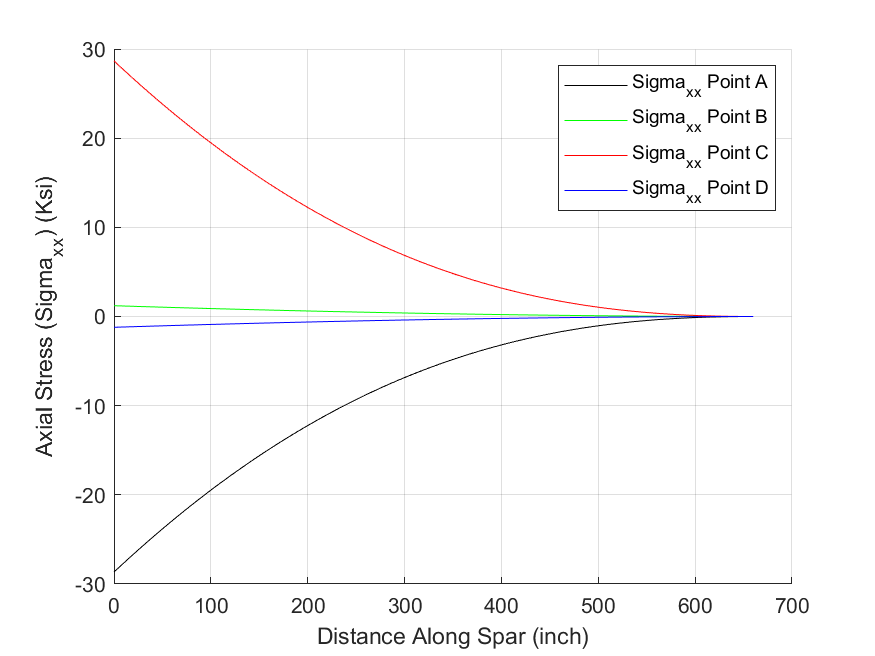 30
20
10
0
-10
-20
-30
Axial Stress (Sigmaxx) (Ksi)
Sigmaxx Point A
Sigmaxx Point B
Sigmaxx Point C
Sigmaxx Point D
0 100 200 300 400 500 600 700
Distance Along Spar (inch)